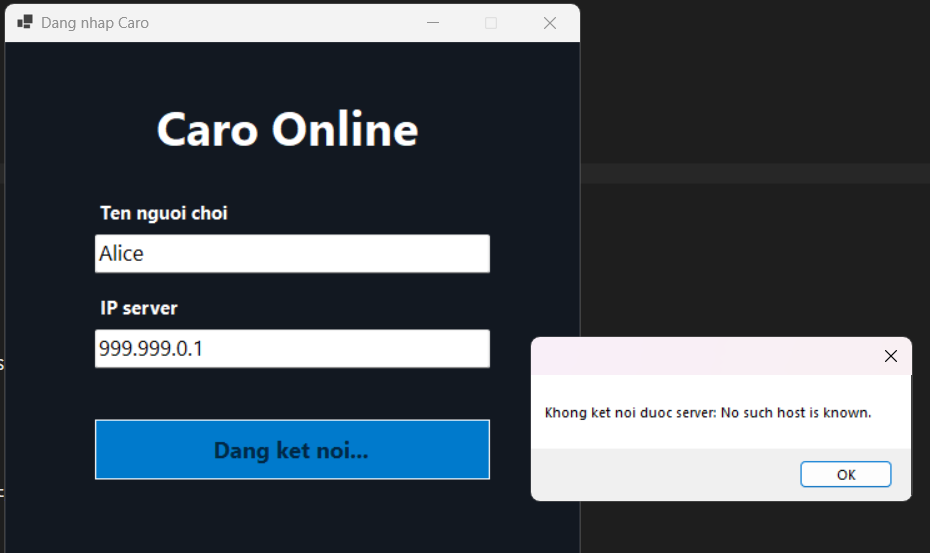 Dang nhap Caro
Caro Online
Ten nguoi choi
Alice
IP server
999.999.0.1
Dang ket noi...
Khong ket noi duoc server: No such host is known.
OK